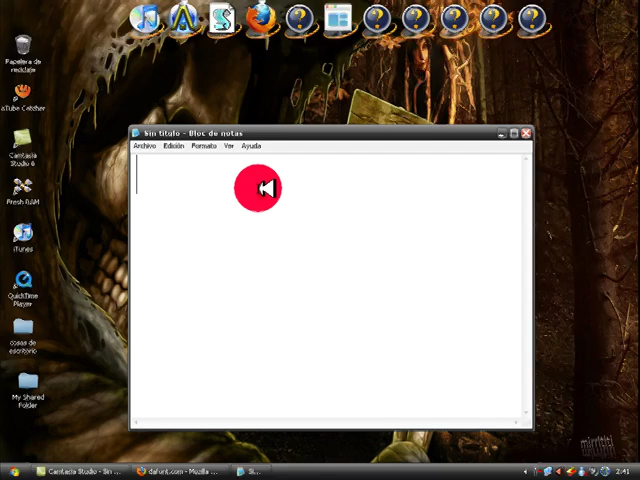 Papelera de
reciclaje
aTube Catcher
Camtasia
Studio 6
Fresh RAM
iTunes
QuickTime
Player
cosas de
escritorio
My Shared
Folder
Sin título - Bloc de notas
Archivo Edición Formato Ver Ayuda
Camtasia Studio - Sin ...
dafont.com - Mozilla ...
Si...
2:41